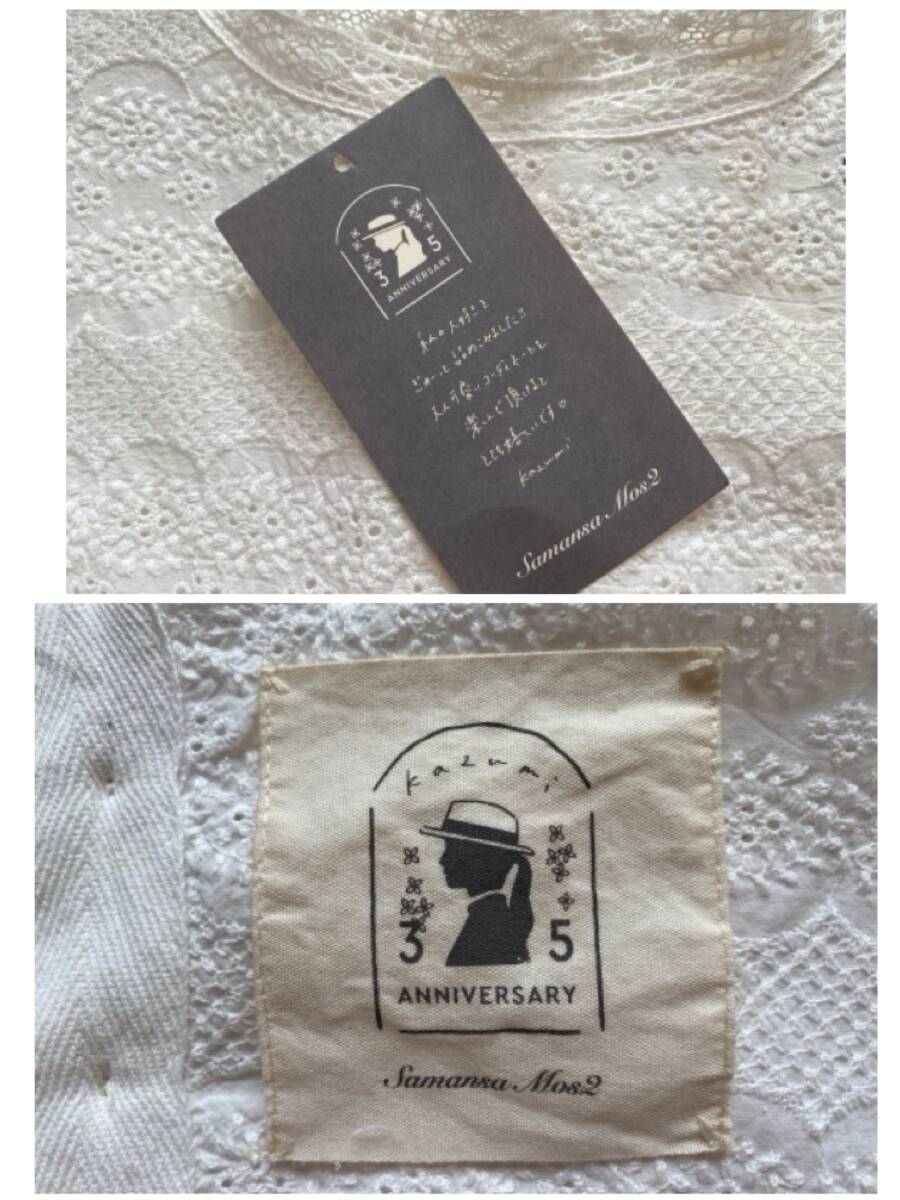 3 5
ANNIVERSARY
私の大好きを
ぎゅーっと詰めこみました!!
大人可愛いコーディネートを
楽しんで頂けると
とても嬉しいです♡
kazumi
Samansa Mos2
kazumi
3 5
ANNIVERSARY
Samansa Mos2